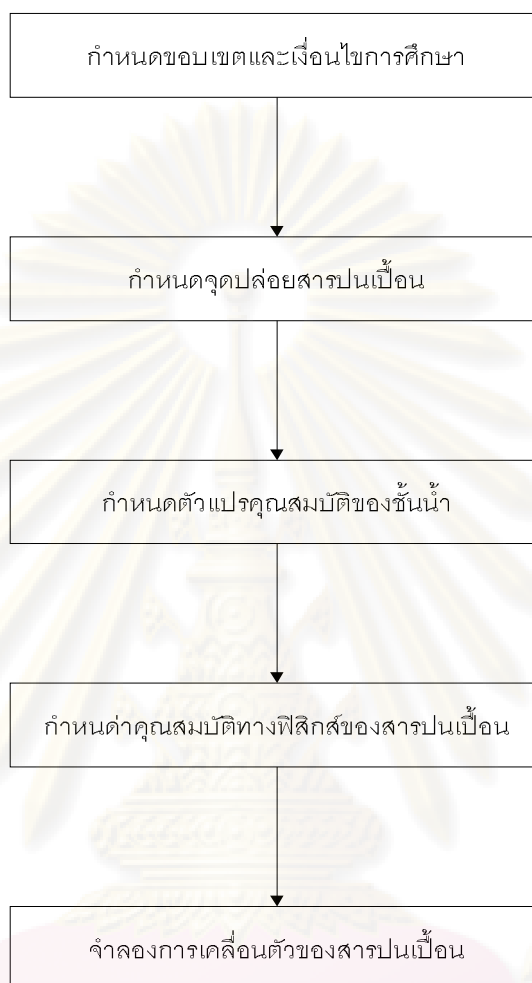 กำหนดขอบเขตและเงื่อนไขการศึกษา
กำหนดจุดปล่อยสารปนเปื้อน
กำหนดตัวแปรคุณสมบัติของชั้นน้ำ
กำหนด่าคุณสมบัติทางฟิสิกส์ของสารปนเปื้อน
จำลองการเคลื่อนตัวของสารปนเปื้อน